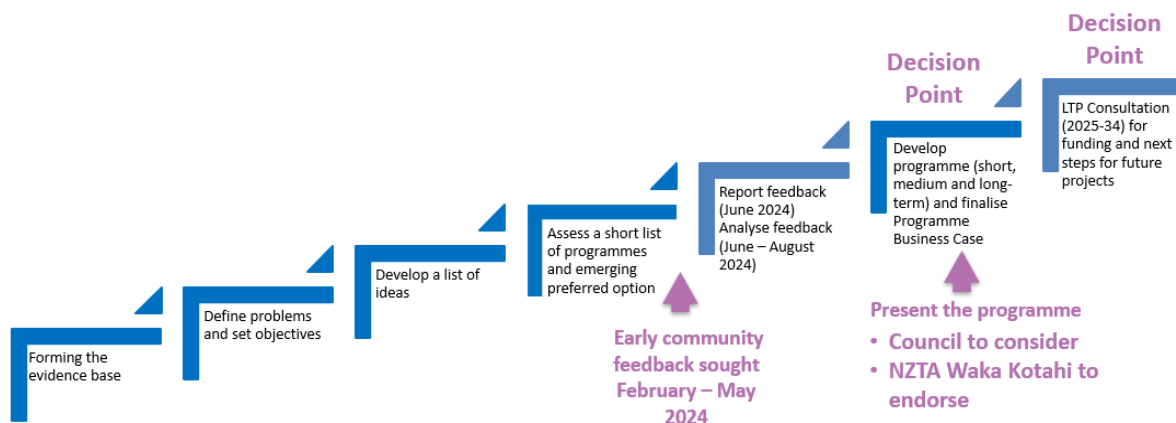 Forming the
evidence base
Define problems
and set objectives
Develop a list of
ideas
Assess a short list
of programmes
and emerging
preferred option
Early community
feedback sought
February – May
2024
Report feedback
(June 2024)
Analyse feedback
(June – August
2024)
Decision
Point
Develop
programme (short,
medium and long-
term) and finalise
Programme
Business Case
Present the programme
• Council to consider
• NZTA Waka Kotahi to
endorse
Decision
Point
LTP Consultation
(2025-34) for
funding and next
steps for future
projects